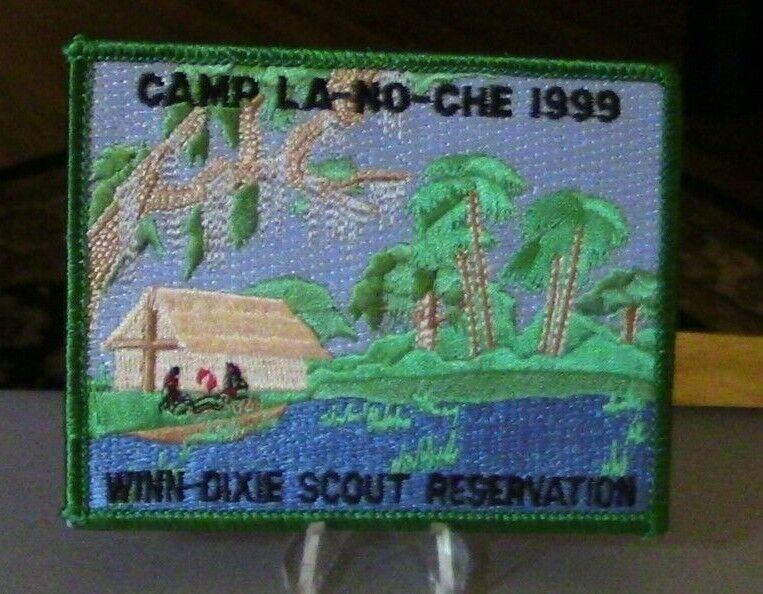 CAMP LA-NO-CHE 1999
WINN-DIXIE SCOUT RESERVATION